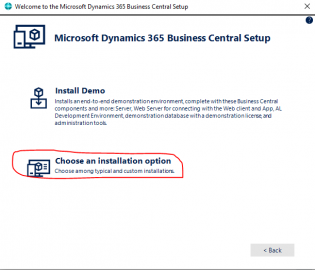 Welcome to the Microsoft Dynamics 365 Business Central Setup
?
Microsoft Dynamics 365 Business Central Setup
Install Demo
Installs an end-to-end demonstration environment, complete with these Business Central
components and more: Server, Web Server for connecting with the Web client and App, AL
Development Environment, demonstration database with a demonstration license, and
administration tools.
Choose an installation option
Choose among typical and custom installations.
< Back